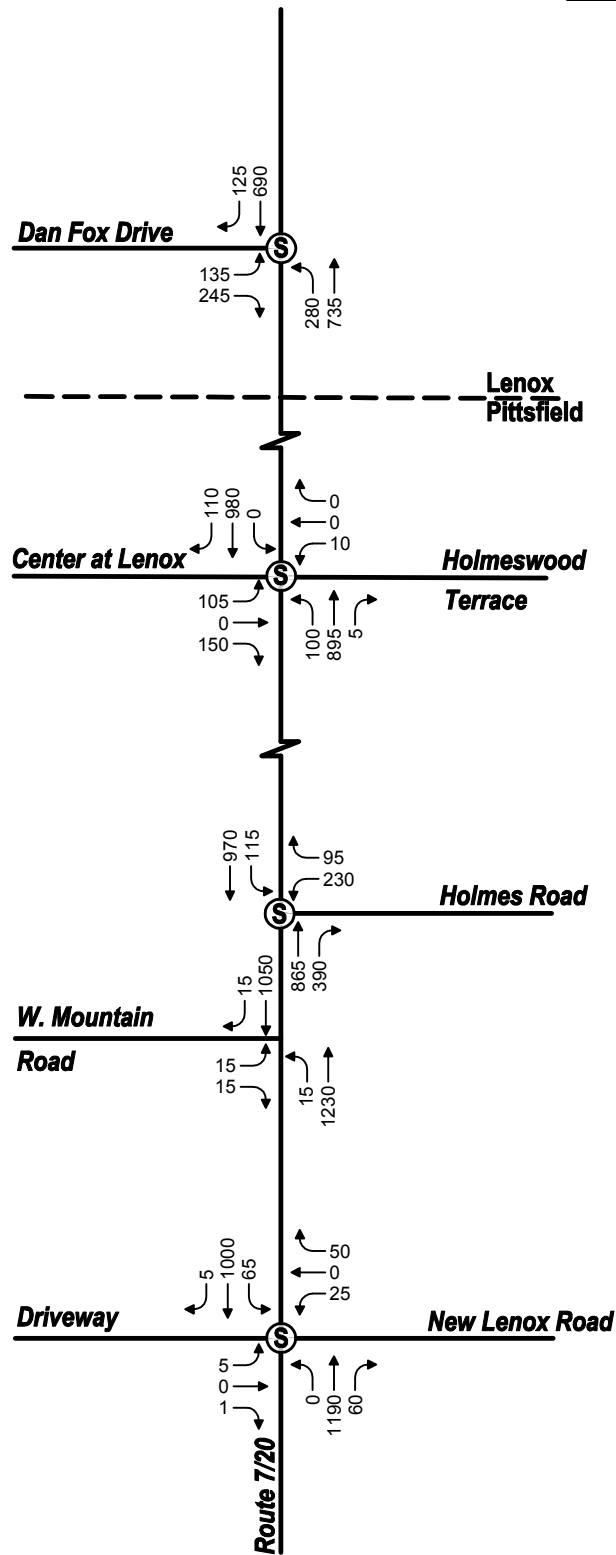 125
690
Dan Fox Drive
S
135
245
280
735
Lenox
Pittsfield
110
980
0
0
0
10
Center at Lenox
S
Holmeswood
Terrace
105
0
150
100
895
5
970
115
95
230
S
Holmes Road
865
390
15
1050
W. Mountain
Road
15
15
15
1230
5
1000
65
50
0
25
Driveway
S
New Lenox Road
5
0
1
0
1190
60
Route 7/20